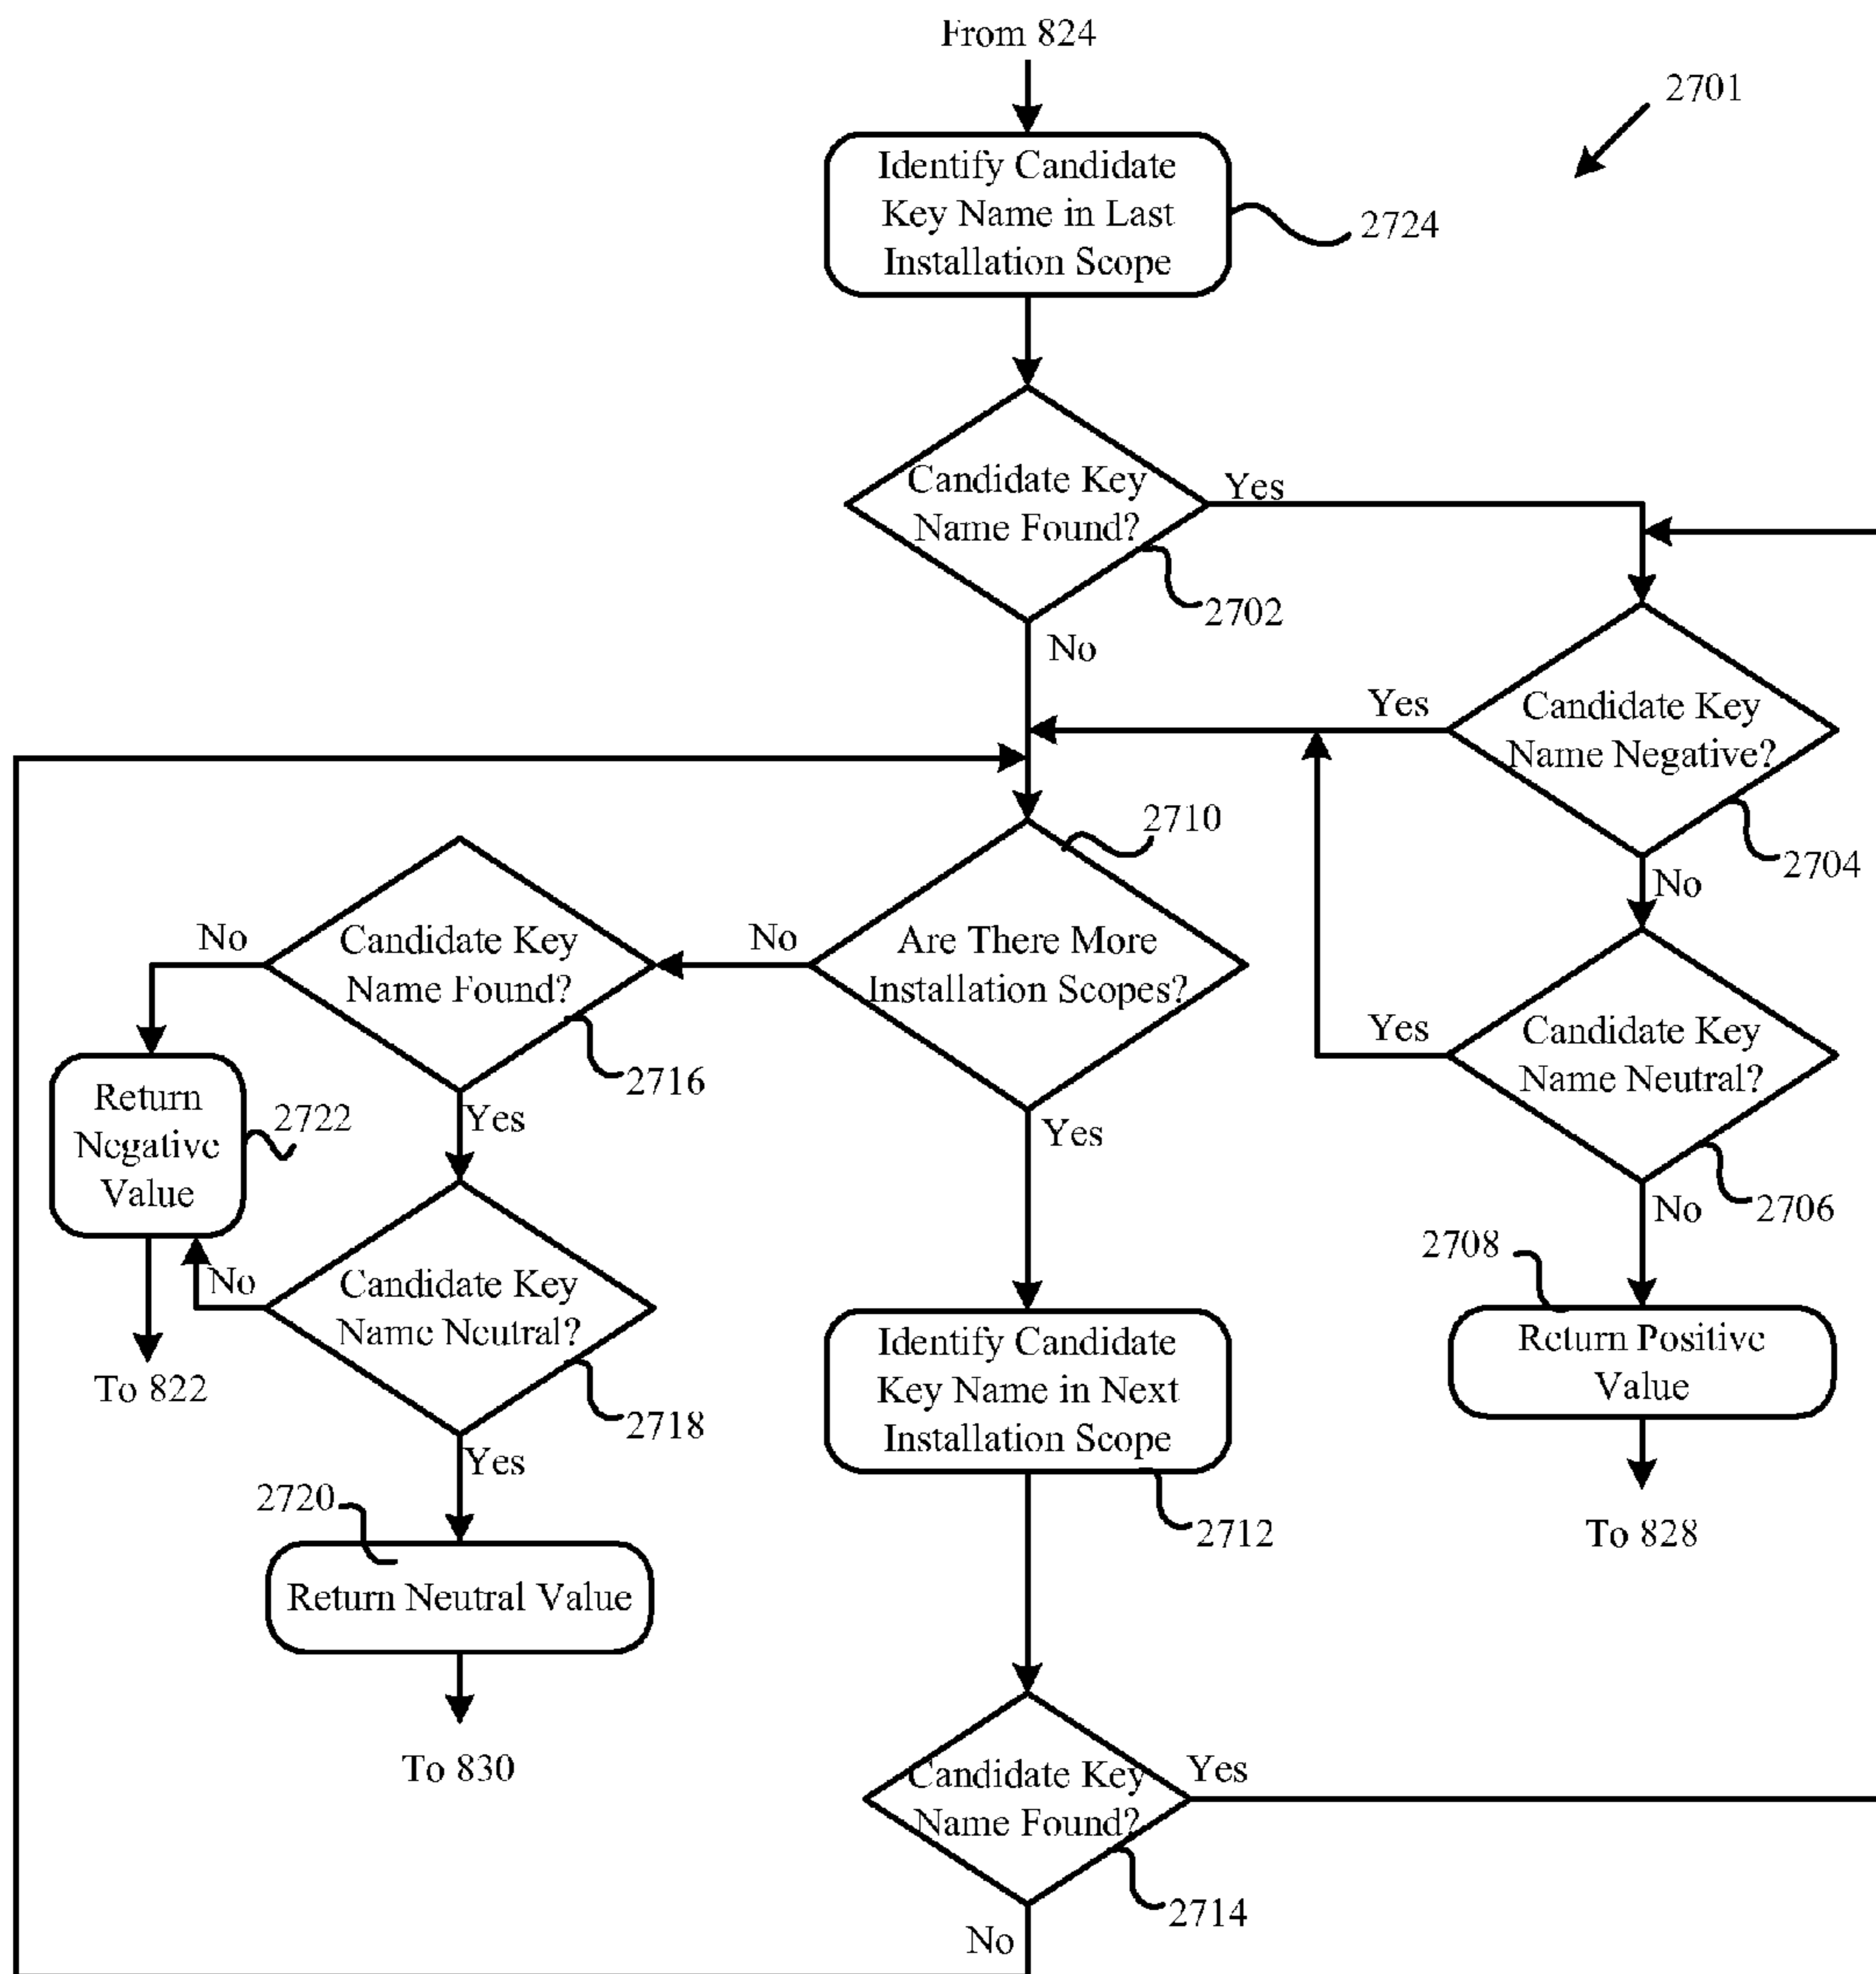 From 824
2701
Identify Candidate
Key Name in Last
Installation Scope
2724
Candidate Key
Name Found?
Yes
2702
No
Candidate Key
Name Negative?
Yes
2704
No
2710
Are There More
Installation Scopes?
No
Candidate Key
Name Found?
No
2716
Yes
Candidate Key
Name Neutral?
Yes
2706
No
Return
Negative
Value
2722
To 822
Yes
2708
Return Positive
Value
To 828
Candidate Key
Name Neutral?
No
2718
Yes
Identify Candidate
Key Name in Next
Installation Scope
2712
2720
Return Neutral Value
To 830
Candidate Key
Name Found?
Yes
2714
No